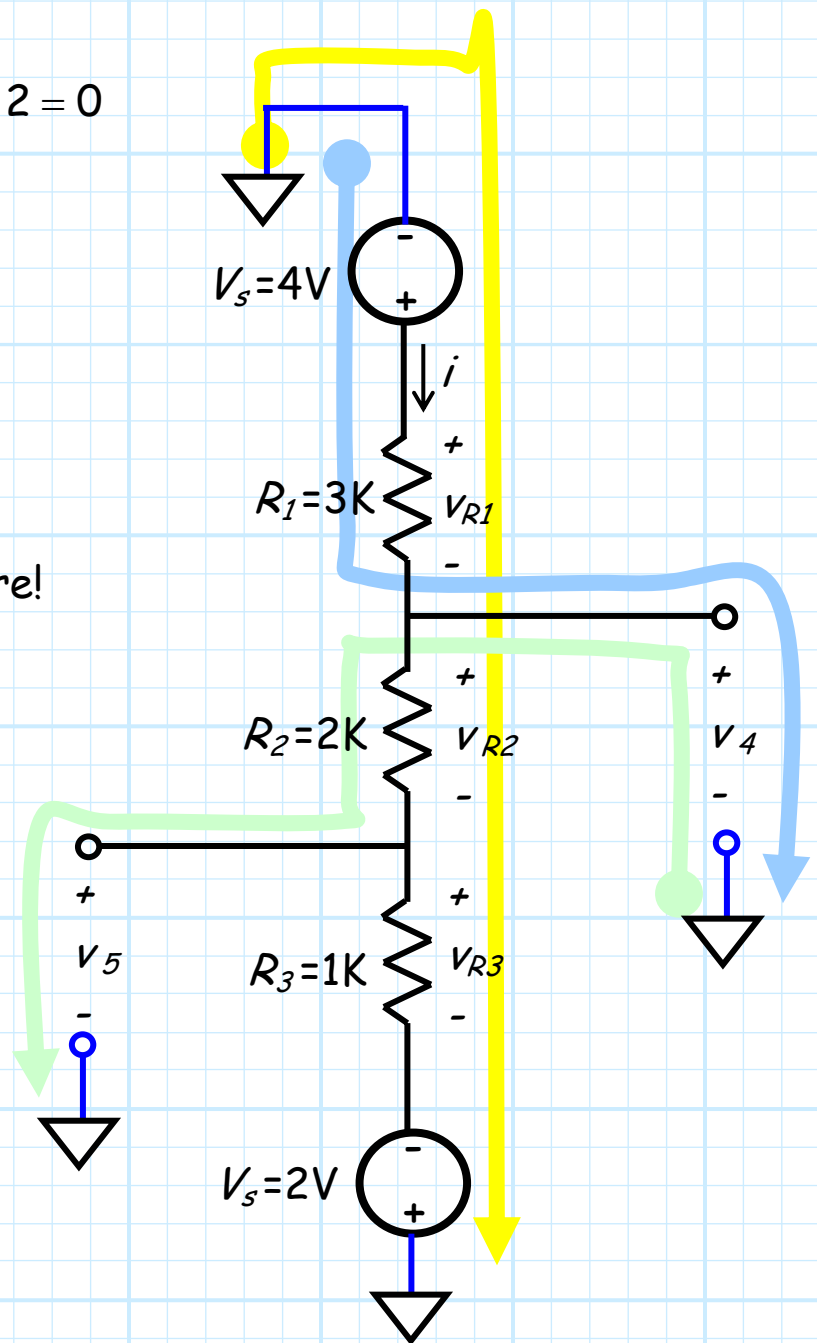 2 = 0
-
Vs=4V
+
i
+
R1=3K
vR1
-
re!
+
+
R2=2K
vR2
v4
-
-
+
+
v5
R3=1K
vR3
-
-
-
Vs=2V
+